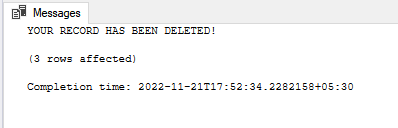 Messages
YOUR RECORD HAS BEEN DELETED!
(3 rows affected)
Completion time: 2022-11-21T17:52:34.2282158+05:30